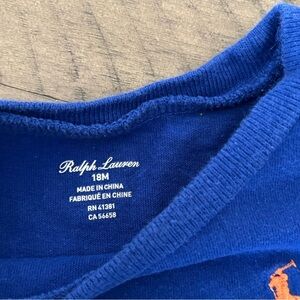 Ralph Lauren
18M
MADE IN CHINA
FABRIQUÉ EN CHINE
RN 41381
CA 56658